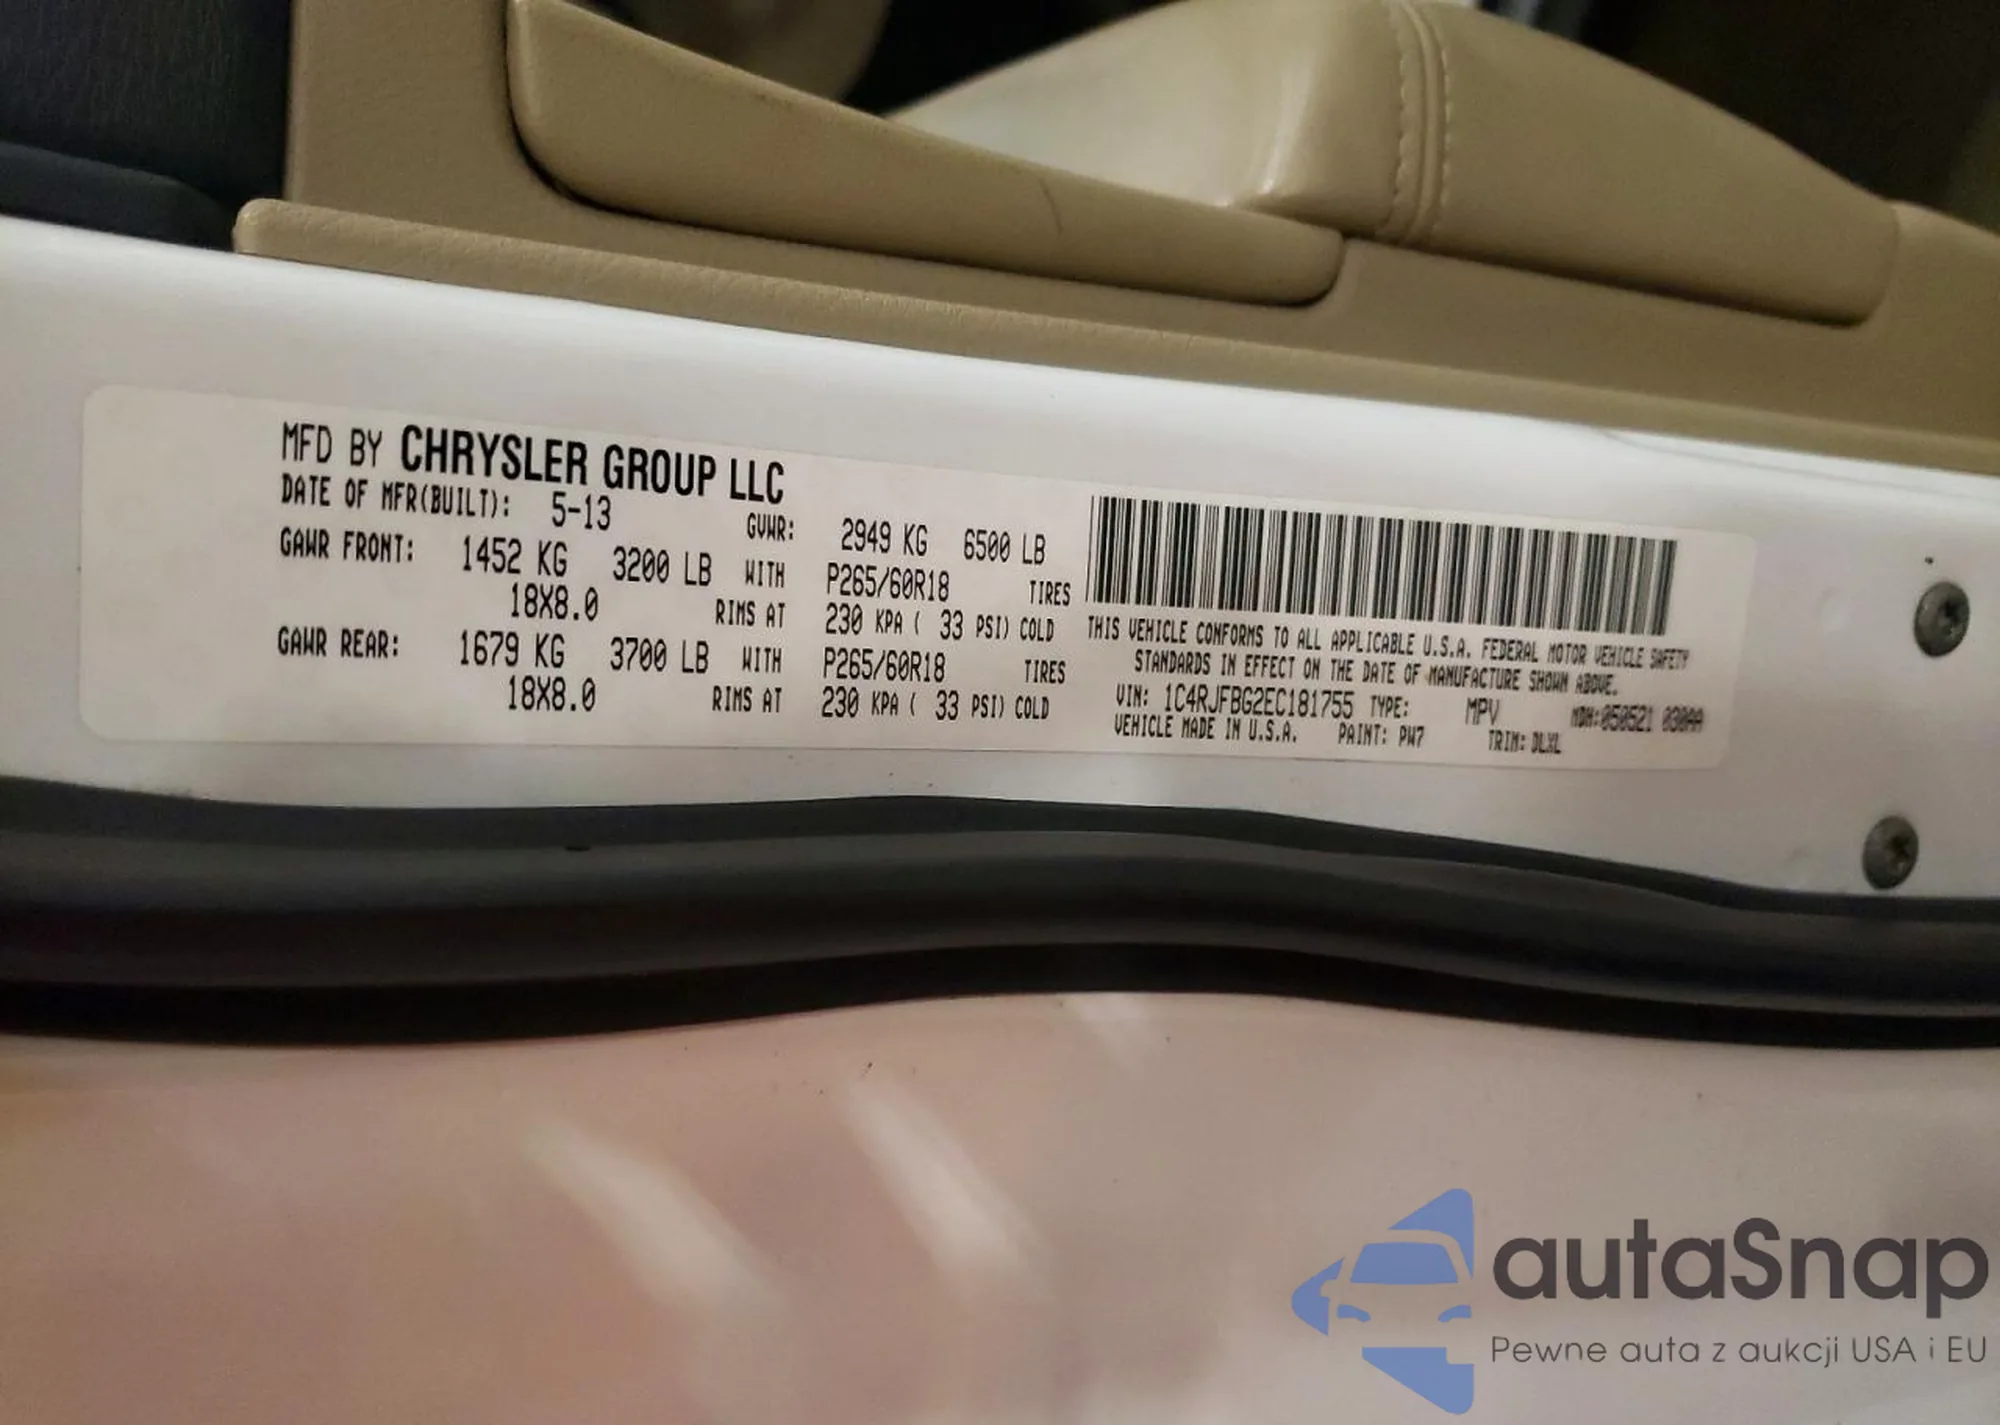 MFD BY CHRYSLER GROUP LLC
DATE OF MFR(BUILT): 5-13 GVWR: 2949 KG 6500 LB
GAWR FRONT: 1452 KG 3200 LB WITH P265/60R18 TIRES
18X8.0 RIMS AT 230 KPA ( 33 PSI) COLD
GAWR REAR: 1679 KG 3700 LB WITH P265/60R18 TIRES
18X8.0 RIMS AT 230 KPA ( 33 PSI) COLD
THIS VEHICLE CONFORMS TO ALL APPLICABLE U.S.A. FEDERAL MOTOR VEHICLE SAFETY
STANDARDS IN EFFECT ON THE DATE OF MANUFACTURE SHOWN ABOVE.
VIN: 1C4RJFBG2EC181755 TYPE: MPV MDH:050521 030AA
VEHICLE MADE IN U.S.A. PAINT: PW7 TRIM: DLXL
autaSnap
Pewne auta z aukcji USA i EU